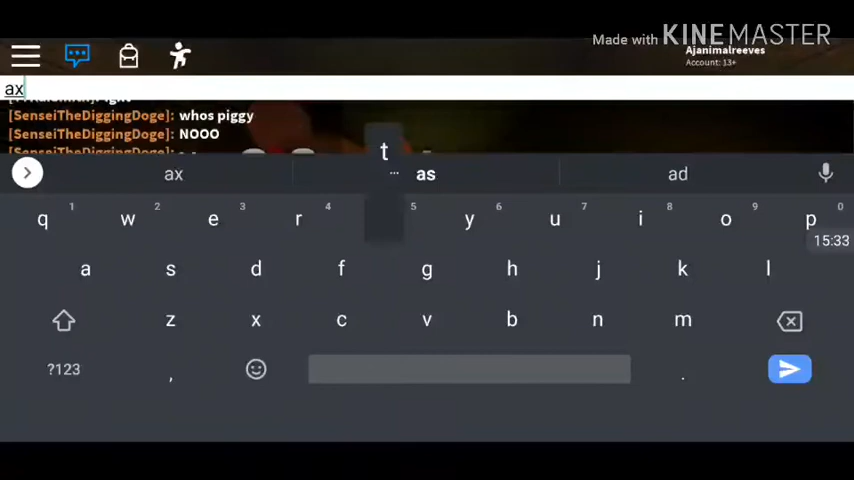 Made with KINEMASTER
Ajanimalreeves
Account: 13+
ax
[SenseiTheDiggingDoge]: whos piggy
[SenseiTheDiggingDoge]: NOOO
[SenseiTheDiggingDoge]:
t
ax ... as ad
1 2 3 4 5 6 7 8 9 0
q w e r y u i o p
15:33
a s d f g h j k l
z x c v b n m
?123 , .